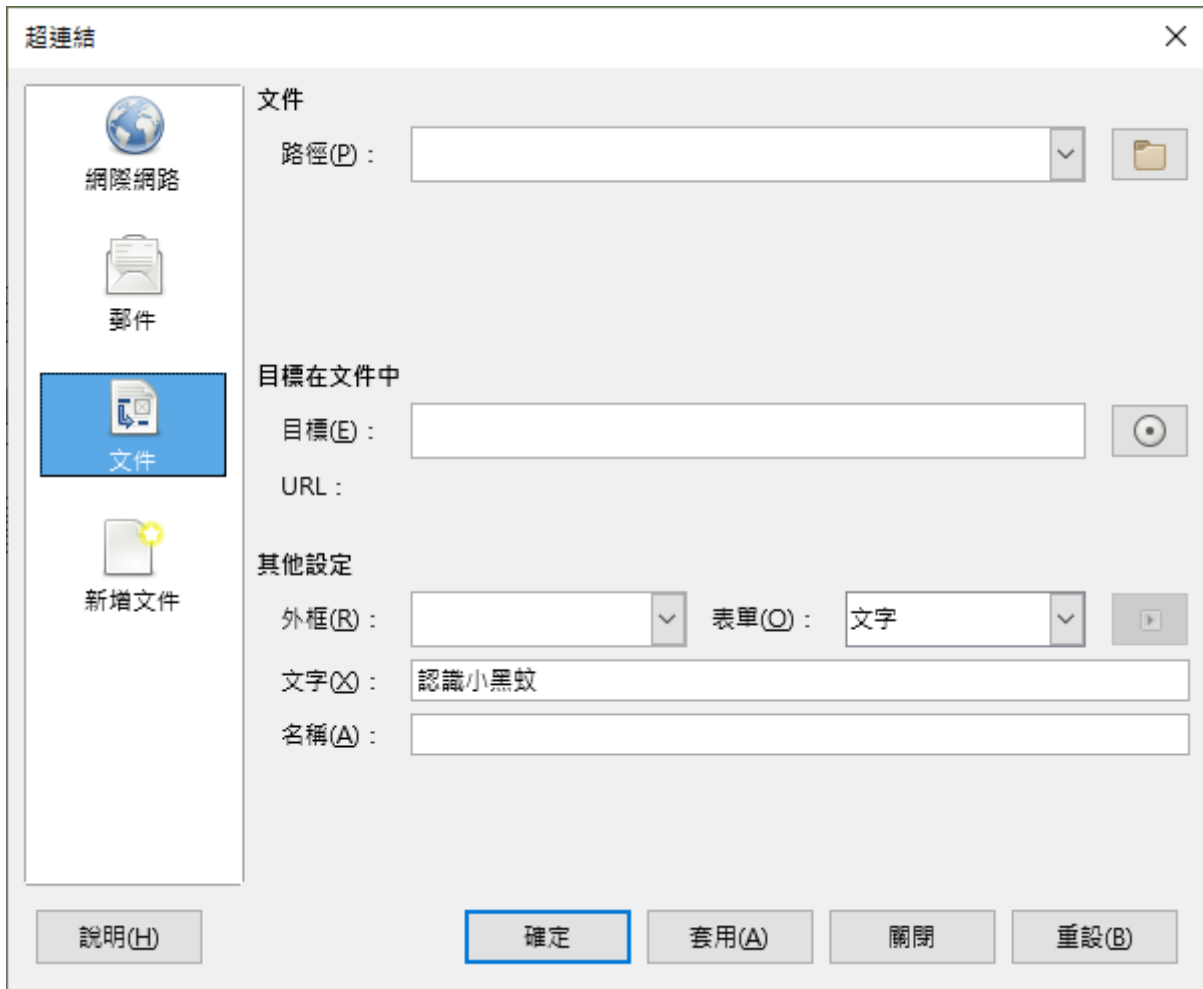 超連結
網際網路
郵件
文件
新增文件
文件
路徑(P)：
目標在文件中
目標(E)：
URL：
其他設定
外框(R)： 表單(O)： 文字
文字(X)： 認識小黑蚊
名稱(A)：
說明(H) 確定 套用(A) 關閉 重設(B)